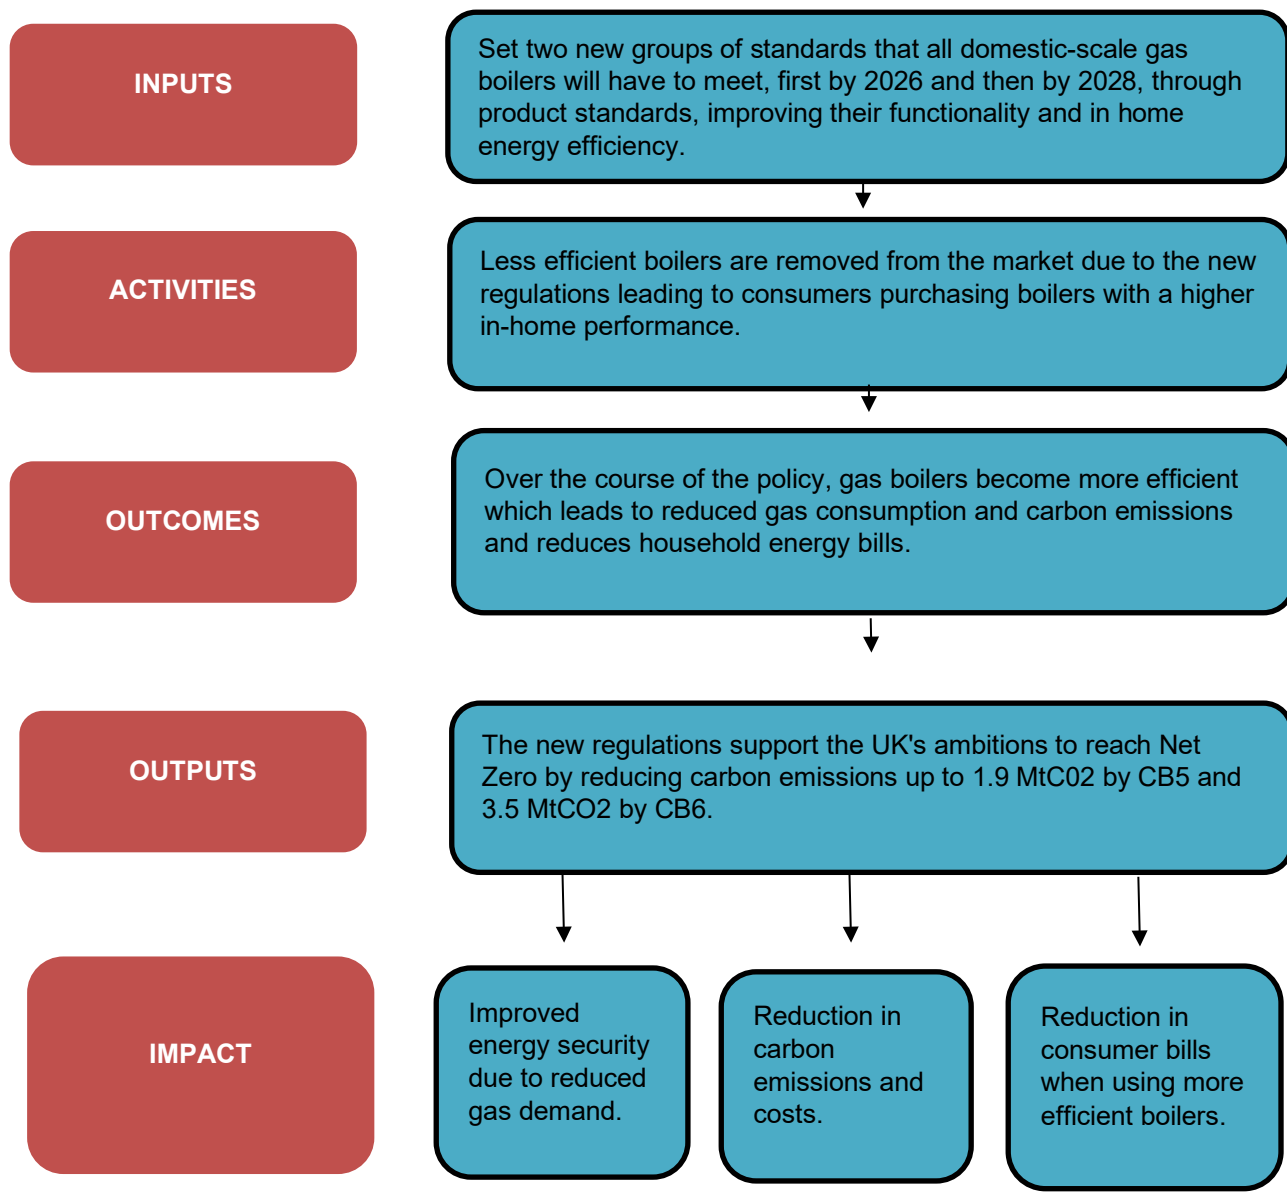 INPUTS
Set two new groups of standards that all domestic-scale gas
boilers will have to meet, first by 2026 and then by 2028, through
product standards, improving their functionality and in home
energy efficiency.
ACTIVITIES
Less efficient boilers are removed from the market due to the new
regulations leading to consumers purchasing boilers with a higher
in-home performance.
OUTCOMES
Over the course of the policy, gas boilers become more efficient
which leads to reduced gas consumption and carbon emissions
and reduces household energy bills.
OUTPUTS
The new regulations support the UK's ambitions to reach Net
Zero by reducing carbon emissions up to 1.9 MtC02 by CB5 and
3.5 MtCO2 by CB6.
IMPACT
Improved
energy security
due to reduced
gas demand.
Reduction in
carbon
emissions and
costs.
Reduction in
consumer bills
when using more
efficient boilers.